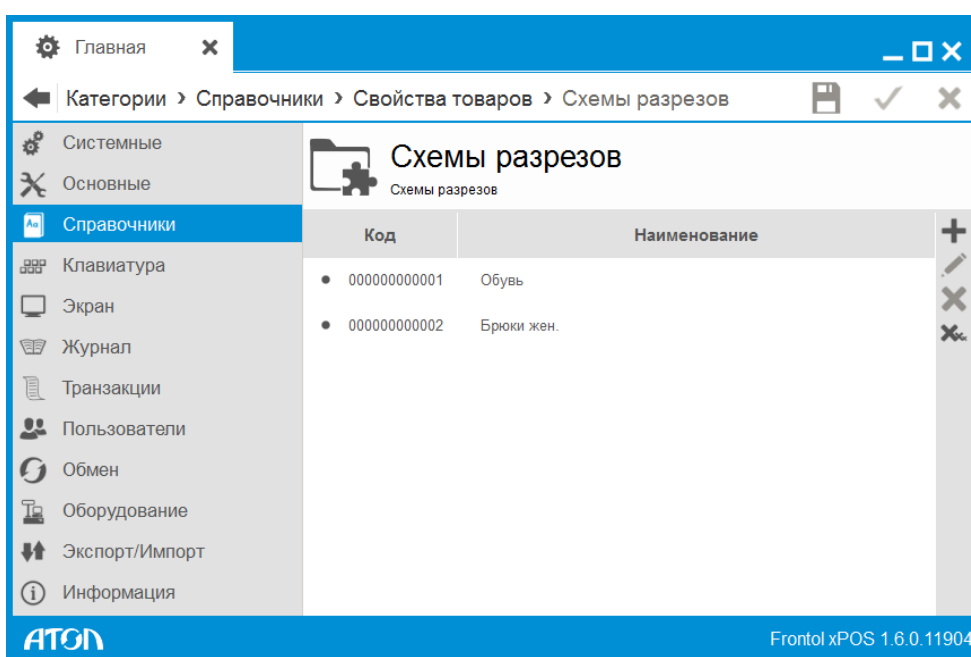 Главная
Категории › Справочники › Свойства товаров › Схемы разрезов
Системные
Основные
Справочники
Клавиатура
Экран
Журнал
Транзакции
Пользователи
Обмен
Оборудование
Экспорт/Импорт
Информация
Схемы разрезов
Схемы разрезов
Код Наименование
000000000001 Обувь
000000000002 Брюки жен.
АТОЛ
Frontol xPOS 1.6.0.11904